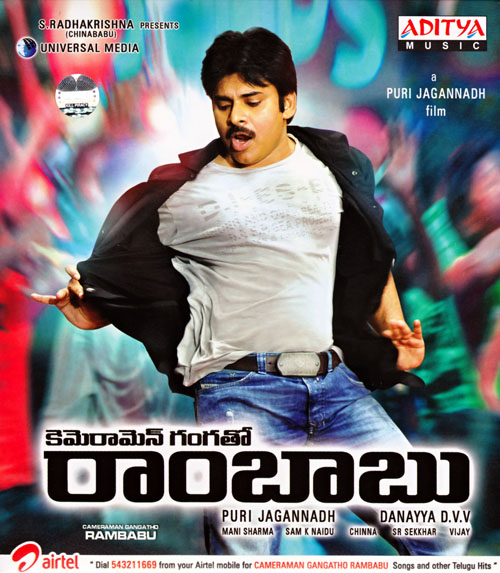 S.RADHAKRISHNA PRESENTS
(CHINABABU)
UNIVERSAL MEDIA
ADITYA
MUSIC
a
PURI JAGANNADH
film
కెమెరామెన్ గంగతో
రాంబాబు
PURI JAGANNADH DANAYYA D.V.V
MANI SHARMA SAM K NAIDU CHINNA SR SEKKHAR VIJAY
CAMERAMAN GANGATHO
RAMBABU
airtel " Dial 543211669 from your Airtel mobile for CAMERAMAN GANGATHO RAMBABU Songs and other Telugu Hits "